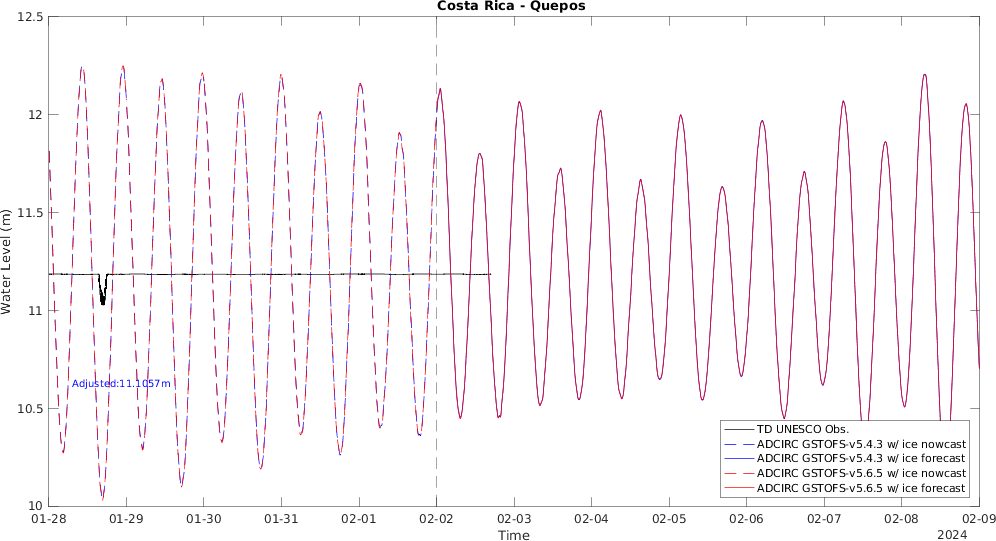 Costa Rica - Quepos
12.5
12
11.5
11
10.5
10
Water Level (m)
Adjusted:11.1057m
TD UNESCO Obs.
ADCIRC GSTOFS-v5.4.3 w/ ice nowcast
ADCIRC GSTOFS-v5.4.3 w/ ice forecast
ADCIRC GSTOFS-v5.6.5 w/ ice nowcast
ADCIRC GSTOFS-v5.6.5 w/ ice forecast
01-28 01-29 01-30 01-31 02-01 02-02 02-03 02-04 02-05 02-06 02-07 02-08 02-09
Time
2024